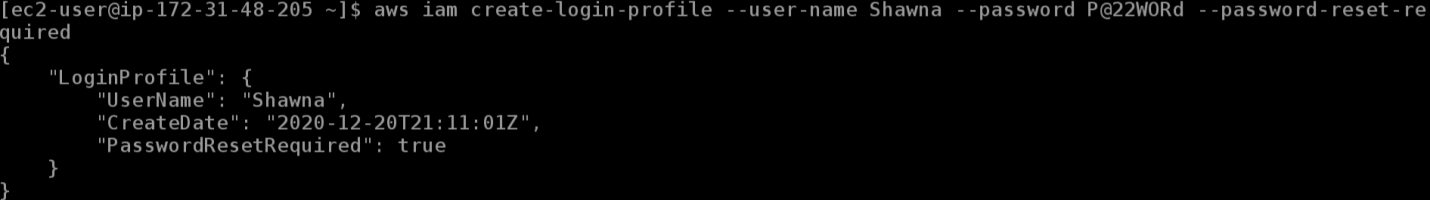 [ec2-user@ip-172-31-48-205 ~]$ aws iam create-login-profile --user-name Shawna --password P@22WORd --password-reset-re
quired
{
    "LoginProfile": {
        "UserName": "Shawna",
        "CreateDate": "2020-12-20T21:11:01Z",
        "PasswordResetRequired": true
    }
}